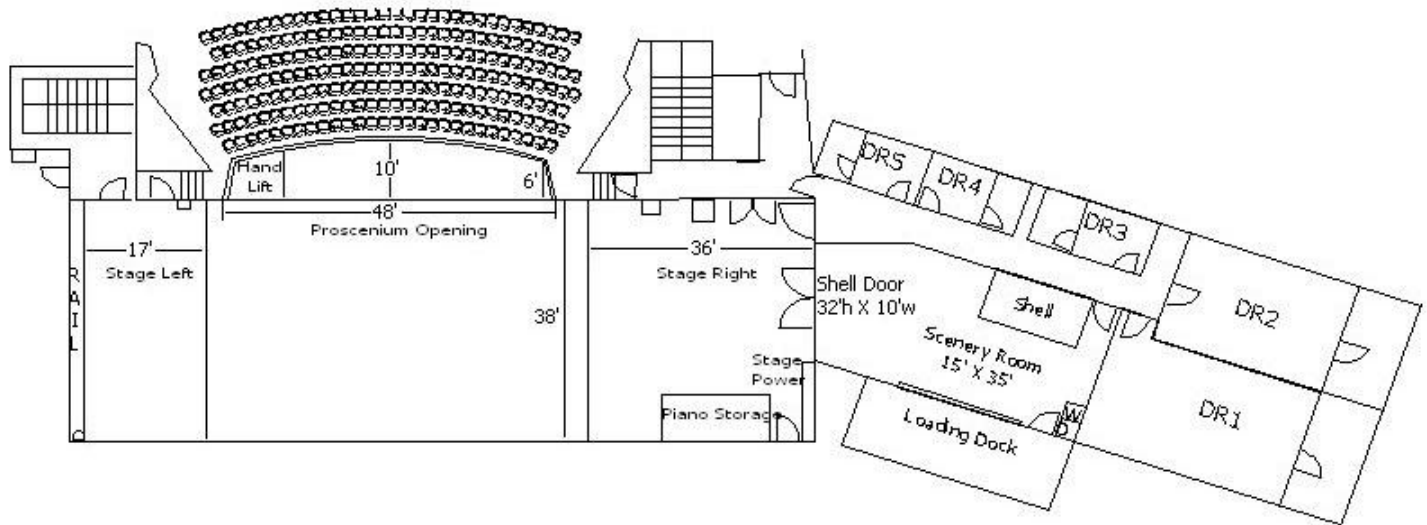 Hand
Lift
10'
6'
48'
Proscenium Opening
17'
Stage Left
36'
Stage Right
RAIL
38'
Shell Door
32'h X 10'w
Stage
Power
Piano Storage
DR5
DR4
DR3
DR2
DR1
Shell
Scenery Room
15' X 35'
W
D
Loading Dock